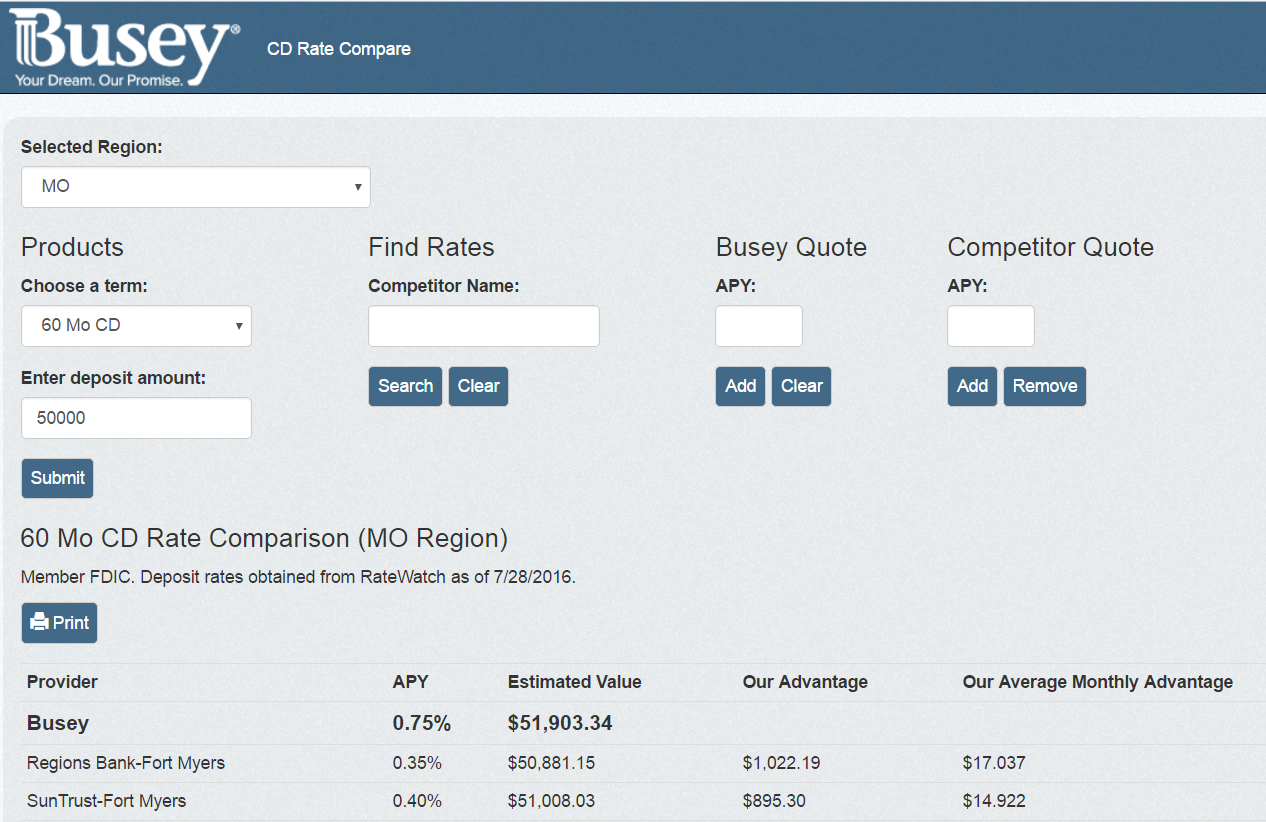 Busey®
CD Rate Compare
Your Dream. Our Promise.
Selected Region:
MO
Products Find Rates Busey Quote Competitor Quote
Choose a term: Competitor Name: APY: APY:
60 Mo CD
Search Clear Add Clear Add Remove
Enter deposit amount:
50000
Submit
60 Mo CD Rate Comparison (MO Region)
Member FDIC. Deposit rates obtained from RateWatch as of 7/28/2016.
Print
Provider APY Estimated Value Our Advantage Our Average Monthly Advantage
Busey 0.75% $51,903.34
Regions Bank-Fort Myers 0.35% $50,881.15 $1,022.19 $17.037
SunTrust-Fort Myers 0.40% $51,008.03 $895.30 $14.922